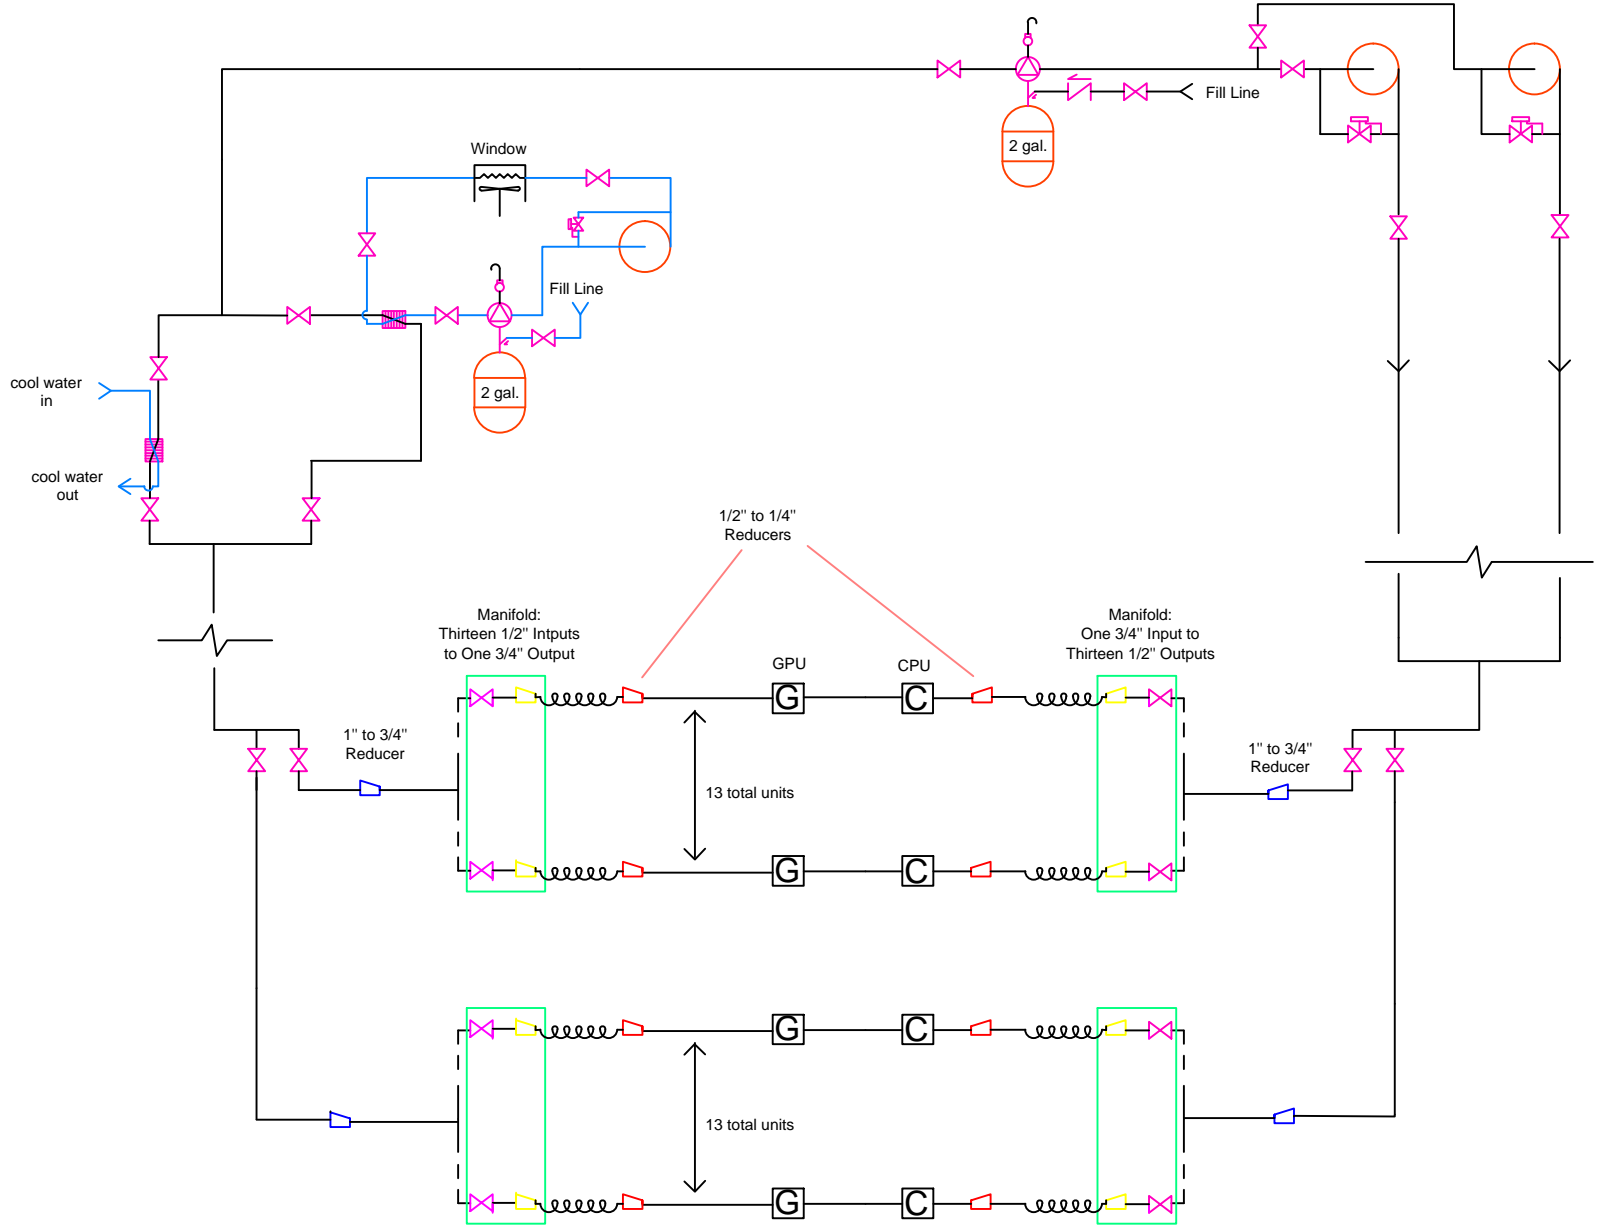 Fill Line
2 gal.
Window
Fill Line
cool water
in
2 gal.
cool water
out
1/2" to 1/4"
Reducers
Manifold:
Thirteen 1/2" Intputs
to One 3/4" Output
Manifold:
One 3/4" Input to
Thirteen 1/2" Outputs
GPU
CPU
G
C
1" to 3/4"
Reducer
1" to 3/4"
Reducer
13 total units
G
C
G
C
13 total units
G
C